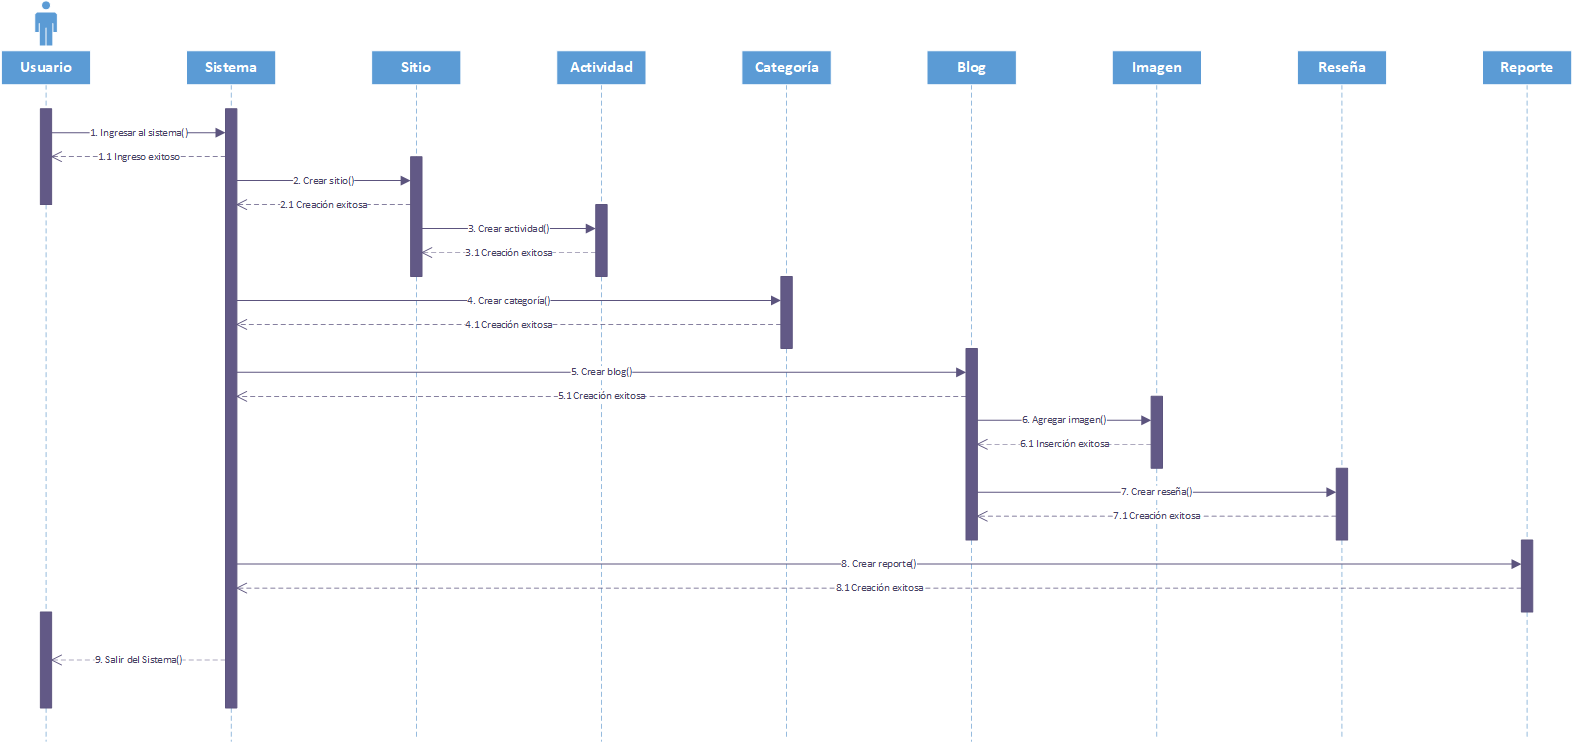 Usuario
Sistema
Sitio
Actividad
Categoría
Blog
Imagen
Reseña
Reporte
1. Ingresar al sistema()
1.1 Ingreso exitoso
2. Crear sitio()
2.1 Creación exitosa
3. Crear actividad()
3.1 Creación exitosa
4. Crear categoría()
4.1 Creación exitosa
5. Crear blog()
5.1 Creación exitosa
6. Agregar imagen()
6.1 Inserción exitosa
7. Crear reseña()
7.1 Creación exitosa
8. Crear reporte()
8.1 Creación exitosa
9. Salir del Sistema()